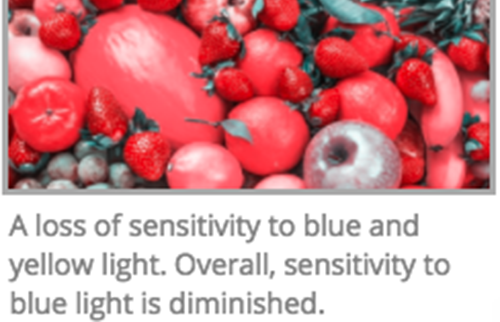 A loss of sensitivity to blue and
yellow light. Overall, sensitivity to
blue light is diminished.